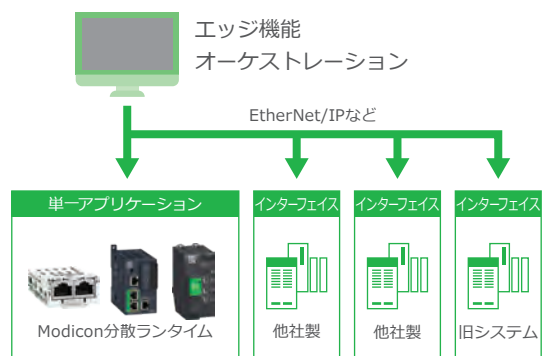 エッジ機能
オーケストレーション
EtherNet/IPなど
単一アプリケーション
インターフェイス
インターフェイス
インターフェイス
Modicon分散ランタイム
他社製
他社製
旧システム